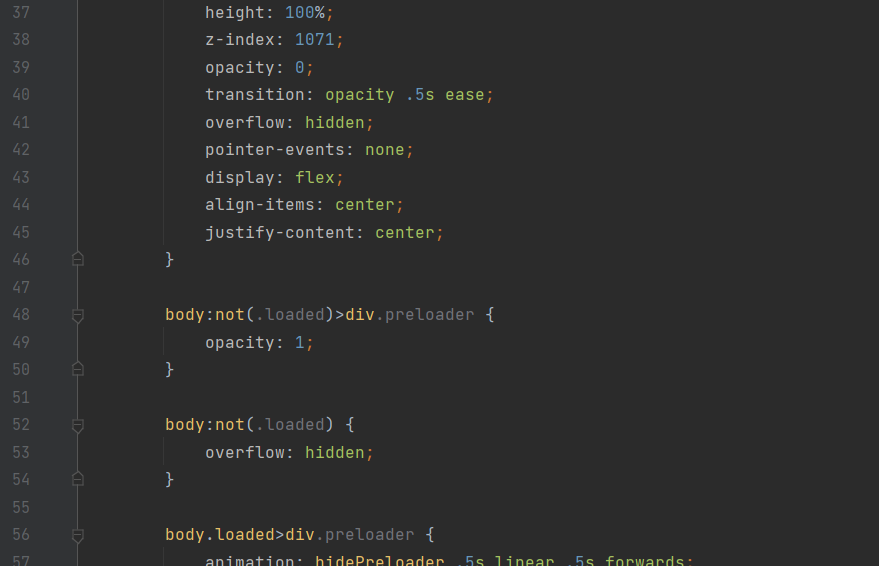 37 height: 100%;
38 z-index: 1071;
39 opacity: 0;
40 transition: opacity .5s ease;
41 overflow: hidden;
42 pointer-events: none;
43 display: flex;
44 align-items: center;
45 justify-content: center;
46 }
47
48 body:not(.loaded)>div.preloader {
49 opacity: 1;
50 }
51
52 body:not(.loaded) {
53 overflow: hidden;
54 }
55
56 body.loaded>div.preloader {
57 animation: hidePreloader .5s linear .5s forwards;